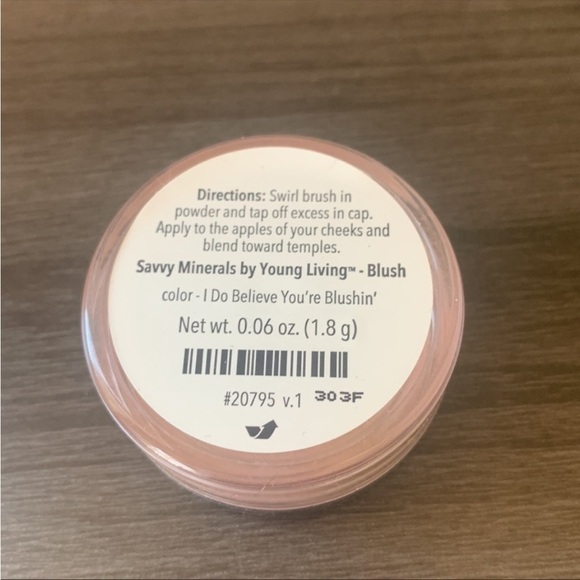 Directions: Swirl brush in
powder and tap off excess in cap.
Apply to the apples of your cheeks and
blend toward temples.
Savvy Minerals by Young Living™ - Blush
color - I Do Believe You're Blushin'
Net wt. 0.06 oz. (1.8 g)
#20795 v.1 303F